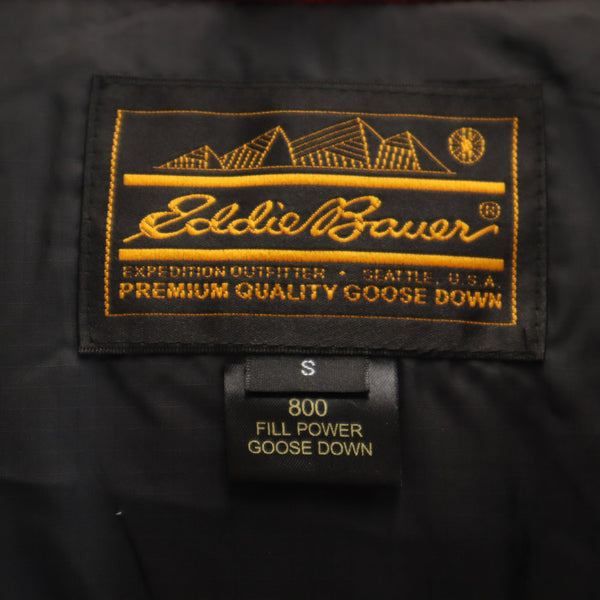 Eddie Bauer®
EXPEDITION OUTFITTER • SEATTLE, U.S.A.
PREMIUM QUALITY GOOSE DOWN
S
800
FILL POWER
GOOSE DOWN